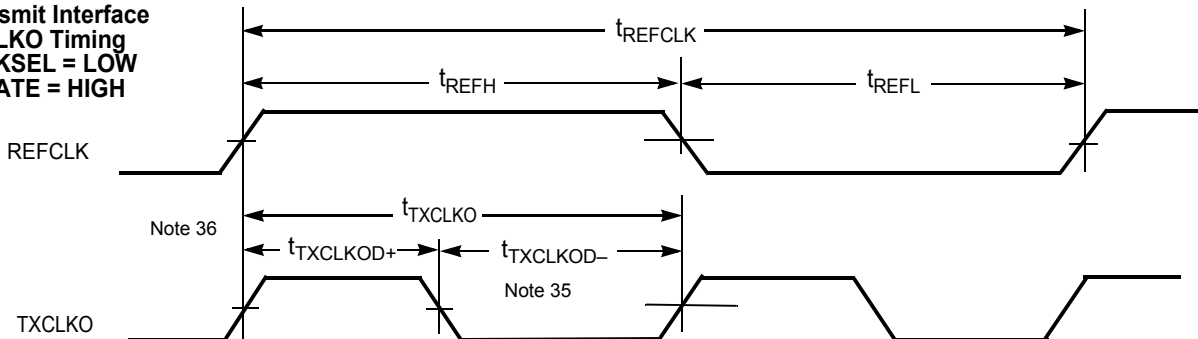 smit Interface
LKO Timing
KSEL = LOW
ATE = HIGH
tREFCLK
tREFH
tREFL
REFCLK
tTXCLKO
Note 36
tTXCLKOD+
tTXCLKOD–
Note 35
TXCLKO